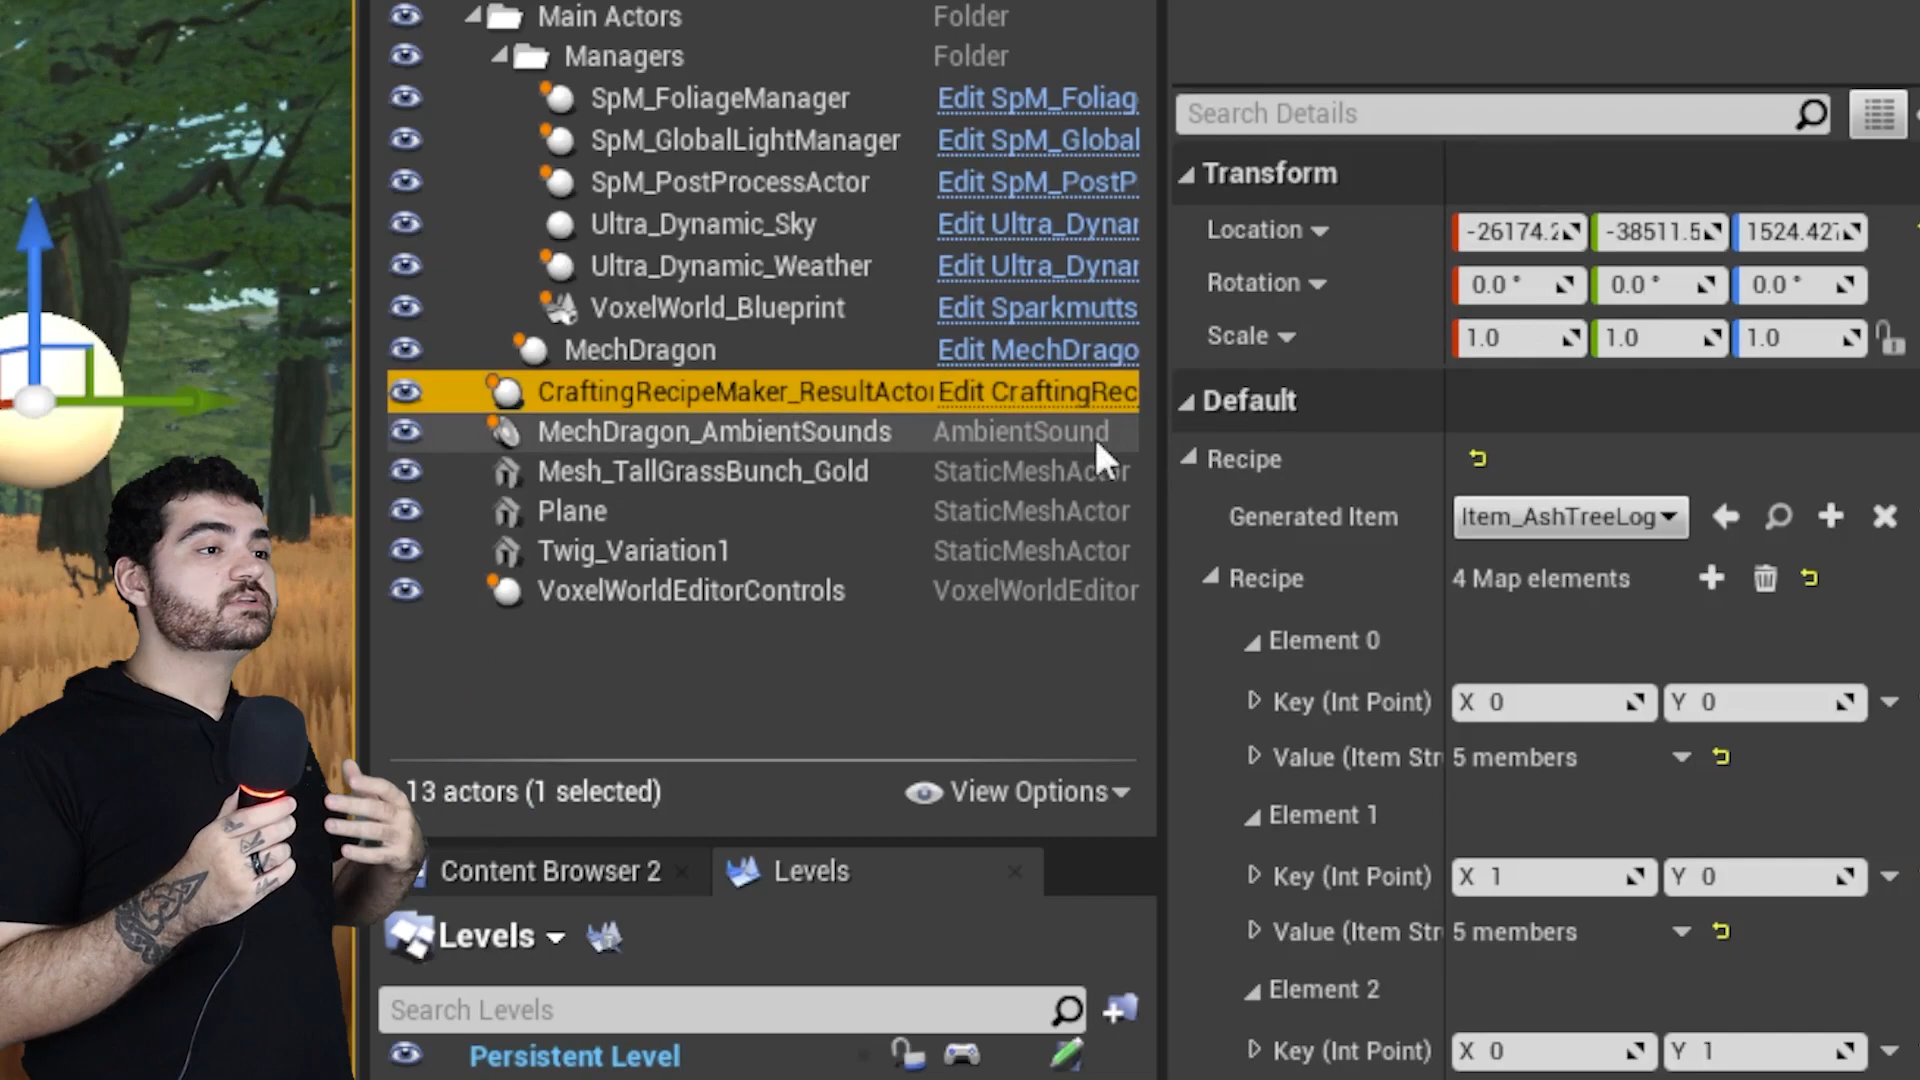 Main Actors Folder
Managers Folder
SpM_FoliageManager Edit SpM_Foliag
SpM_GlobalLightManager Edit SpM_Global
SpM_PostProcessActor Edit SpM_PostP
Ultra_Dynamic_Sky Edit Ultra_Dynar
Ultra_Dynamic_Weather Edit Ultra_Dynar
VoxelWorld_Blueprint Edit Sparkmutts
MechDragon Edit MechDrago
CraftingRecipeMaker_ResultActor Edit CraftingRec
MechDragon_AmbientSounds AmbientSound
Mesh_TallGrassBunch_Gold StaticMeshActor
Plane StaticMeshActor
Twig_Variation1 StaticMeshActor
VoxelWorldEditorControls VoxelWorldEditor
13 actors (1 selected) View Options
Content Browser 2 Levels
Levels
Search Levels
Persistent Level
Search Details
Transform
Location -26174.2 -38511.5 1524.427
Rotation 0.0 ° 0.0 ° 0.0 °
Scale 1.0 1.0 1.0
Default
Recipe
Generated Item Item_AshTreeLog
Recipe 4 Map elements
Element 0
Key (Int Point) X 0 Y 0
Value (Item Str 5 members
Element 1
Key (Int Point) X 1 Y 0
Value (Item Str 5 members
Element 2
Key (Int Point) X 0 Y 1